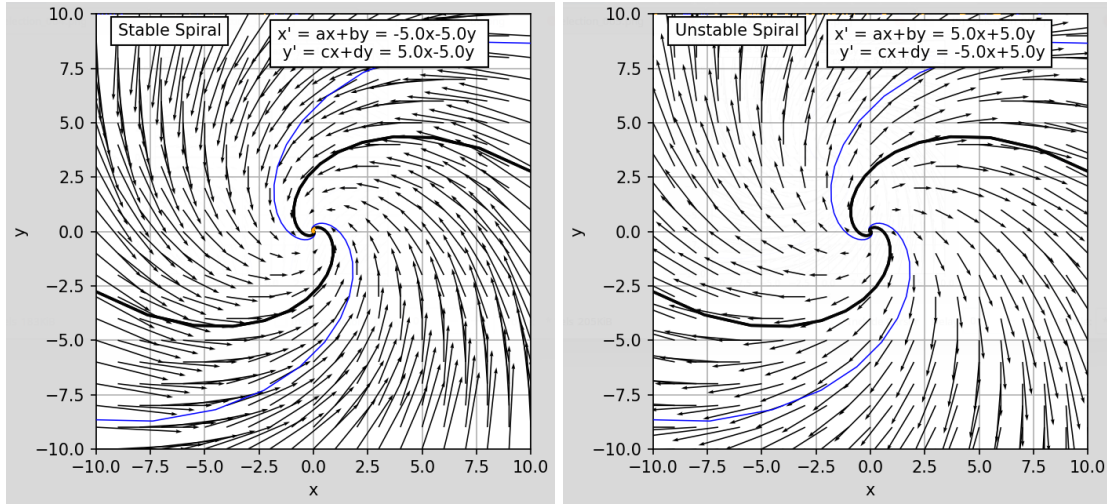 Stable Spiral
x' = ax+by = -5.0x-5.0y
y' = cx+dy = 5.0x-5.0y
10.0
7.5
5.0
2.5
0.0
−2.5
−5.0
−7.5
−10.0
y
−10.0 −7.5 −5.0 −2.5 0.0 2.5 5.0 7.5 10.0
x
Unstable Spiral
x' = ax+by = 5.0x+5.0y
y' = cx+dy = -5.0x+5.0y
10.0
7.5
5.0
2.5
0.0
−2.5
−5.0
−7.5
−10.0
y
−10.0 −7.5 −5.0 −2.5 0.0 2.5 5.0 7.5 10.0
x